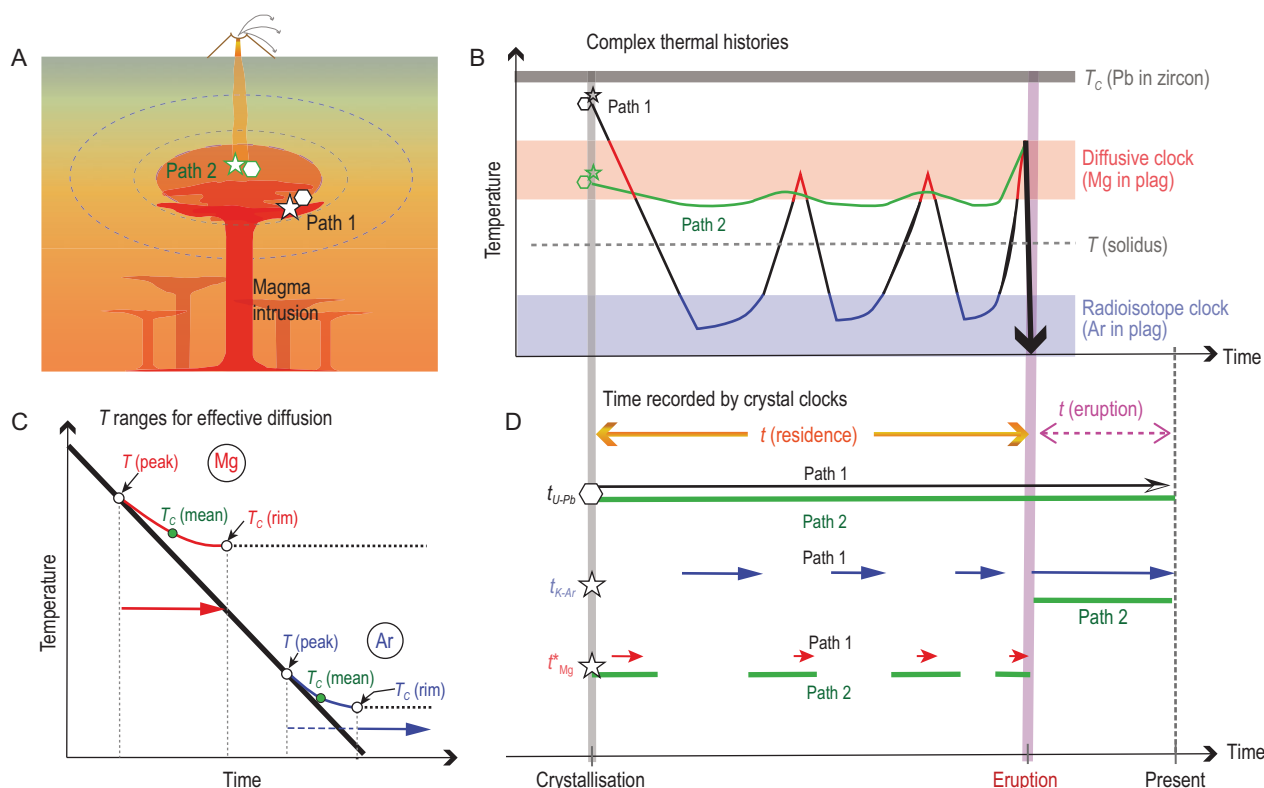 A
Path 2
Path 1
Magma
intrusion
B
Complex thermal histories
Temperature
Path 1
Path 2
T_C (Pb in zircon)
Diffusive clock
(Mg in plag)
T (solidus)
Radioisotope clock
(Ar in plag)
Time
C
T ranges for effective diffusion
Temperature
T (peak)
Mg
T_C (mean)
T_C (rim)
T (peak)
Ar
T_C (mean)
T_C (rim)
Time
D
Time recorded by crystal clocks
t (residence)
t (eruption)
t_U-Pb
Path 1
Path 2
t_K-Ar
Path 1
Path 2
t*_Mg
Path 1
Path 2
Time
Crystallisation
Eruption
Present